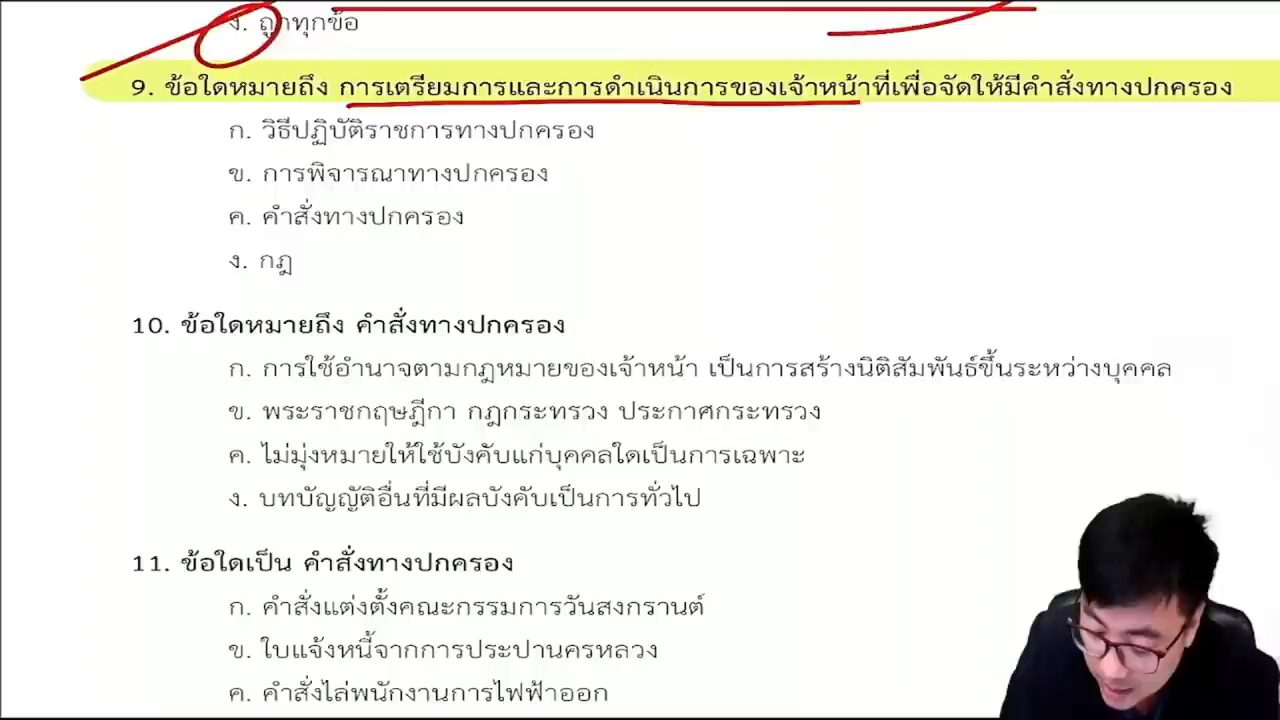 ง. ถูกทุกข้อ
9. ข้อใดหมายถึง การเตรียมการและการดำเนินการของเจ้าหน้าที่เพื่อจัดให้มีคำสั่งทางปกครอง
ก. วิธีปฏิบัติราชการทางปกครอง
ข. การพิจารณาทางปกครอง
ค. คำสั่งทางปกครอง
ง. กฎ
10. ข้อใดหมายถึง คำสั่งทางปกครอง
ก. การใช้อำนาจตามกฎหมายของเจ้าหน้า เป็นการสร้างนิติสัมพันธ์ขึ้นระหว่างบุคคล
ข. พระราชกฤษฎีกา กฎกระทรวง ประกาศกระทรวง
ค. ไม่มุ่งหมายให้ใช้บังคับแก่บุคคลใดเป็นการเฉพาะ
ง. บทบัญญัติอื่นที่มีผลบังคับเป็นการทั่วไป
11. ข้อใดเป็น คำสั่งทางปกครอง
ก. คำสั่งแต่งตั้งคณะกรรมการวันสงกรานต์
ข. ใบแจ้งหนี้จากการประปานครหลวง
ค. คำสั่งไล่พนักงานการไฟฟ้าออก